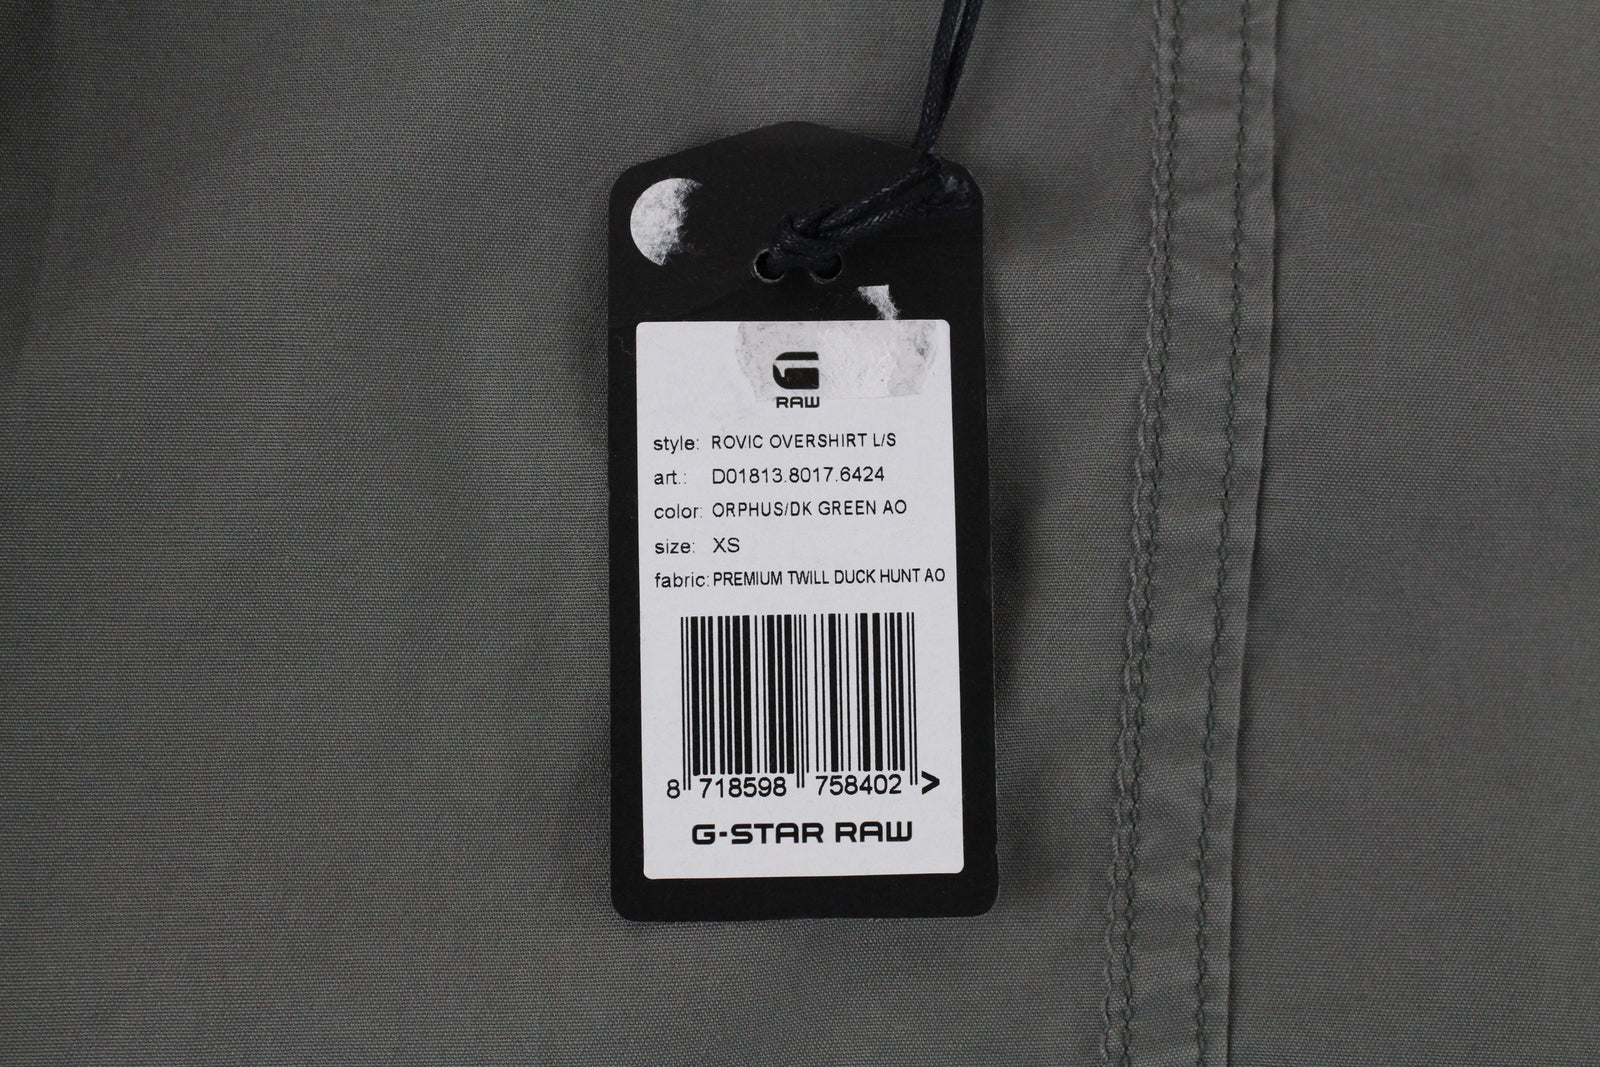 G
RAW
style: ROVIC OVERSHIRT L/S
art.: D01813.8017.6424
color: ORPHUS/DK GREEN AO
size: XS
fabric: PREMIUM TWILL DUCK HUNT AO
8 718598 758402 >
G-STAR RAW